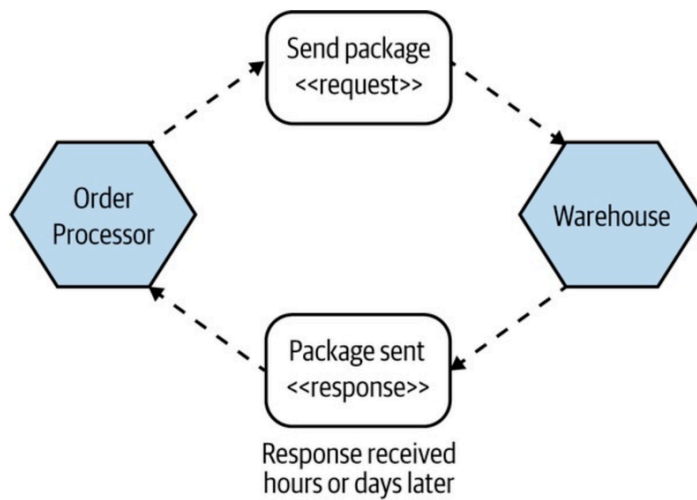 Send package
<<request>>
Order
Processor
Warehouse
Package sent
<<response>>
Response received
hours or days later